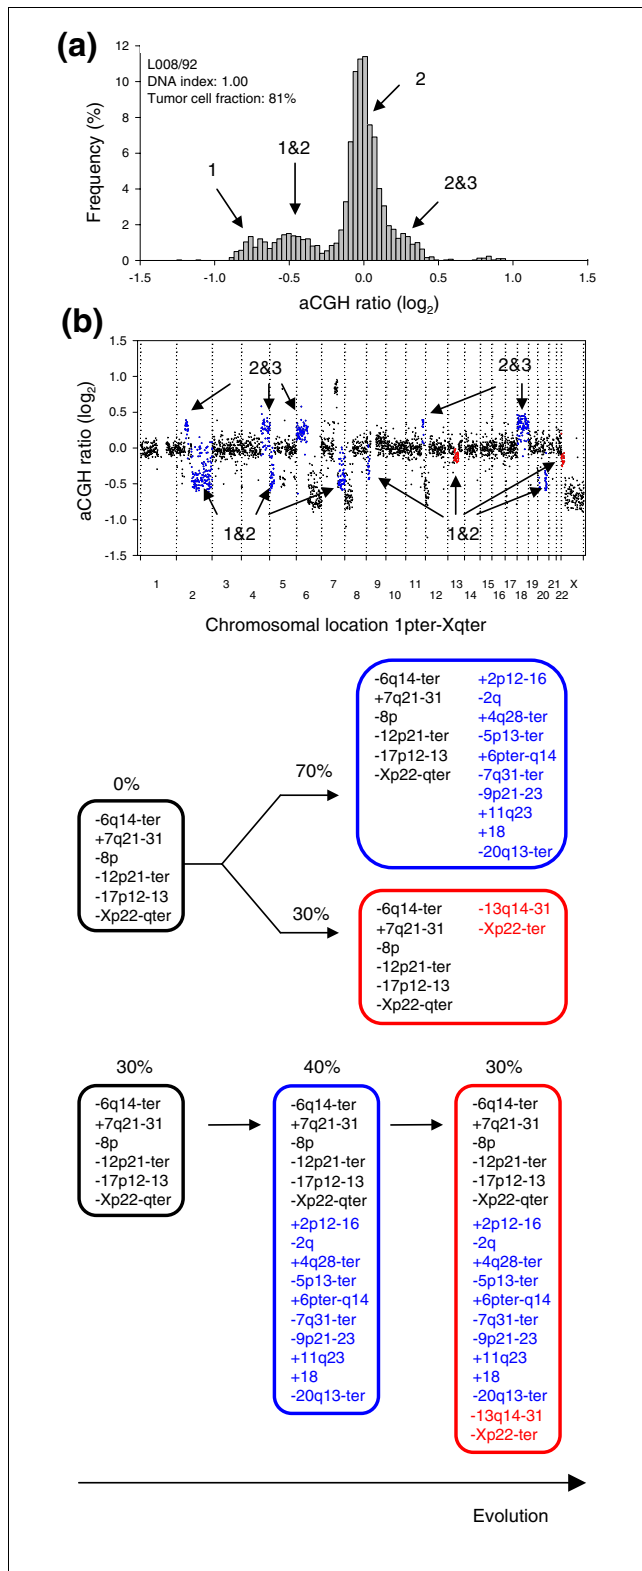 (a)
L008/92
DNA index: 1.00
Tumor cell fraction: 81%
12
10
8
6
4
2
0
Frequency (%)
1
1&2
2
2&3
-1.5
-1.0
-0.5
0.0
0.5
1.0
1.5
aCGH ratio (log2)
(b)
1.5
1.0
0.5
0.0
-0.5
-1.0
-1.5
aCGH ratio (log2)
2&3
2&3
1&2
1&2
1 3 5 7 9 11 13 15 17 19 21 X
2 4 6 8 10 12 14 16 18 20 22
Chromosomal location 1pter-Xqter
0%
-6q14-ter
+7q21-31
-8p
-12p21-ter
-17p12-13
-Xp22-qter
70%
-6q14-ter
+7q21-31
-8p
-12p21-ter
-17p12-13
-Xp22-qter
+2p12-16
-2q
+4q28-ter
-5p13-ter
+6pter-q14
-7q31-ter
-9p21-23
+11q23
+18
-20q13-ter
30%
-6q14-ter
+7q21-31
-8p
-12p21-ter
-17p12-13
-Xp22-qter
-13q14-31
-Xp22-ter
30%
-6q14-ter
+7q21-31
-8p
-12p21-ter
-17p12-13
-Xp22-qter
40%
-6q14-ter
+7q21-31
-8p
-12p21-ter
-17p12-13
-Xp22-qter
+2p12-16
-2q
+4q28-ter
-5p13-ter
+6pter-q14
-7q31-ter
-9p21-23
+11q23
+18
-20q13-ter
30%
-6q14-ter
+7q21-31
-8p
-12p21-ter
-17p12-13
-Xp22-qter
+2p12-16
-2q
+4q28-ter
-5p13-ter
+6pter-q14
-7q31-ter
-9p21-23
+11q23
+18
-20q13-ter
-13q14-31
-Xp22-ter
Evolution